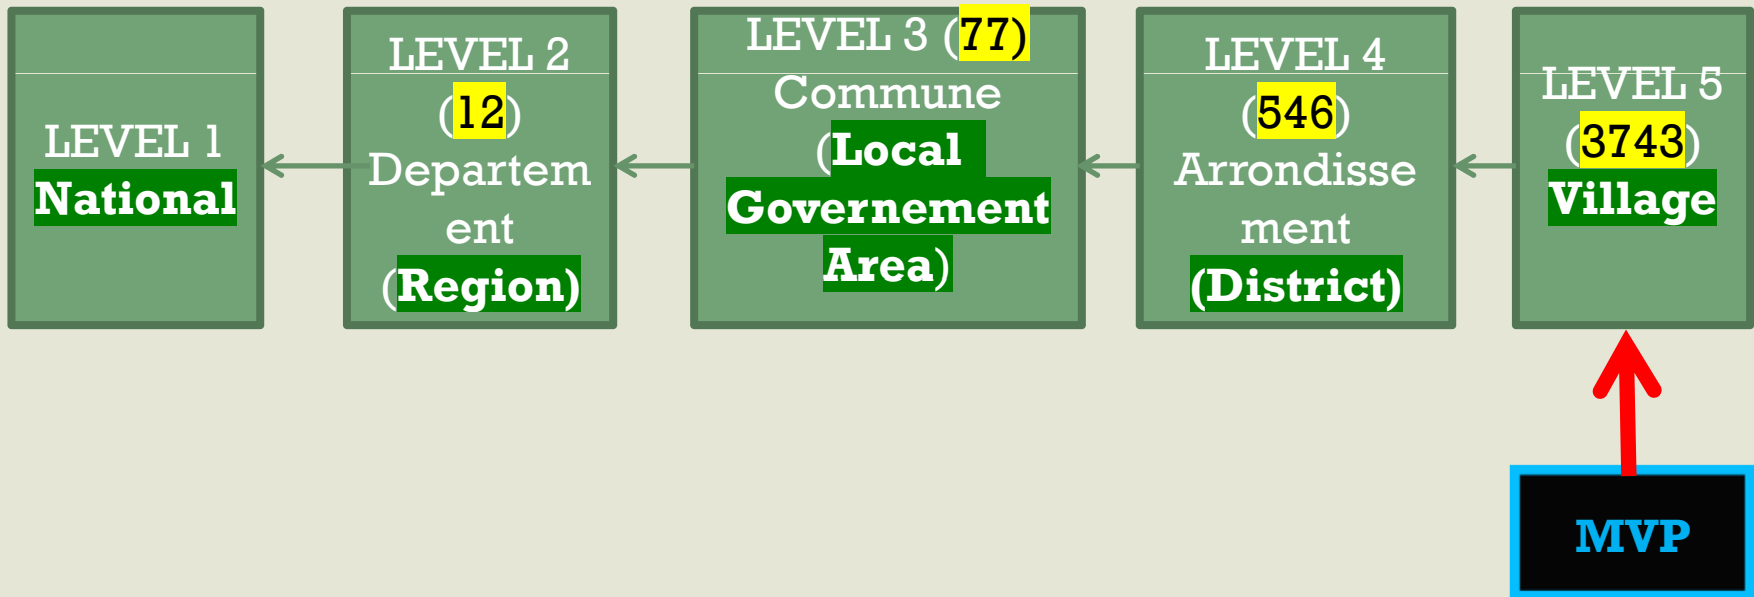 LEVEL 1
National
LEVEL 2
(12)
Departem
ent
(Region)
LEVEL 3 (77)
Commune
(Local
Governement
Area)
LEVEL 4
(546)
Arrondisse
ment
(District)
LEVEL 5
(3743)
Village
MVP